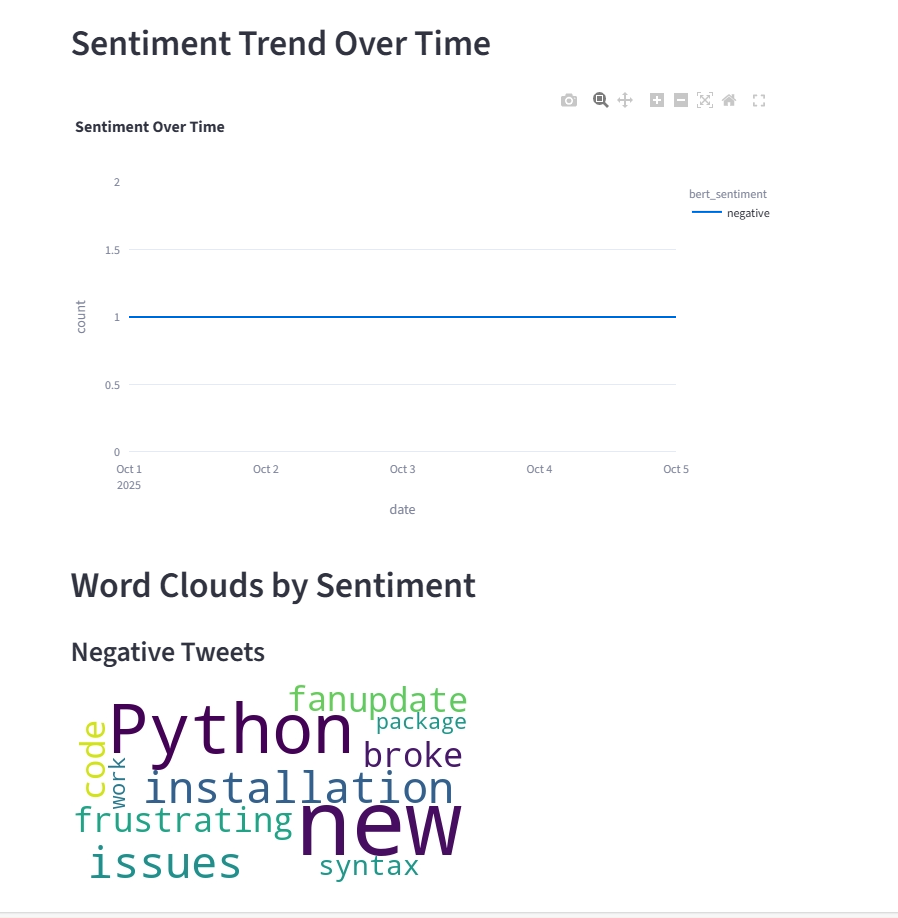 Sentiment Trend Over Time
Sentiment Over Time
2
1.5
1
0.5
0
count
Oct 1
2025
Oct 2
Oct 3
Oct 4
Oct 5
date
bert_sentiment
negative
Word Clouds by Sentiment
Negative Tweets
fanupdate
Python
package
code
broke
work
installation
frustrating
new
issues
syntax